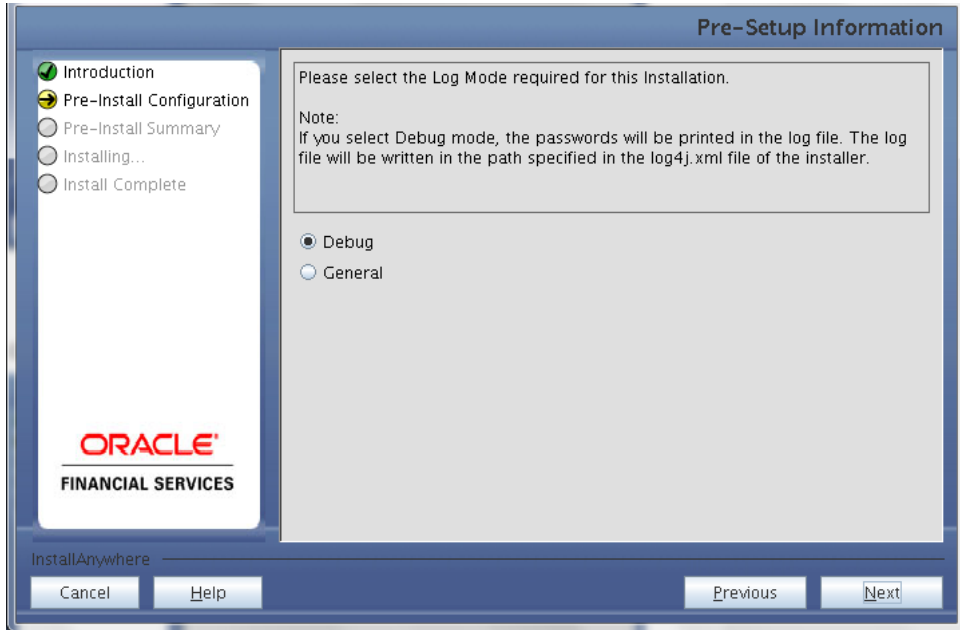 Pre-Setup Information
Introduction
Pre-Install Configuration
Pre-Install Summary
Installing...
Install Complete
Please select the Log Mode required for this Installation.
Note:
If you select Debug mode, the passwords will be printed in the log file. The log
file will be written in the path specified in the log4j.xml file of the installer.
Debug
General
ORACLE'
FINANCIAL SERVICES
InstallAnywhere
Cancel
Help
Previous
Next